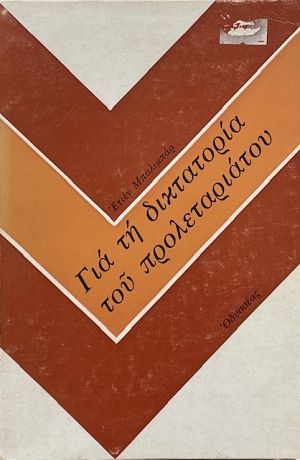 Ἐτιέν Μπαλιμπάρ
Γιά τή δικτατορία
τοῦ προλεταριάτου
Ὀδυσσέας